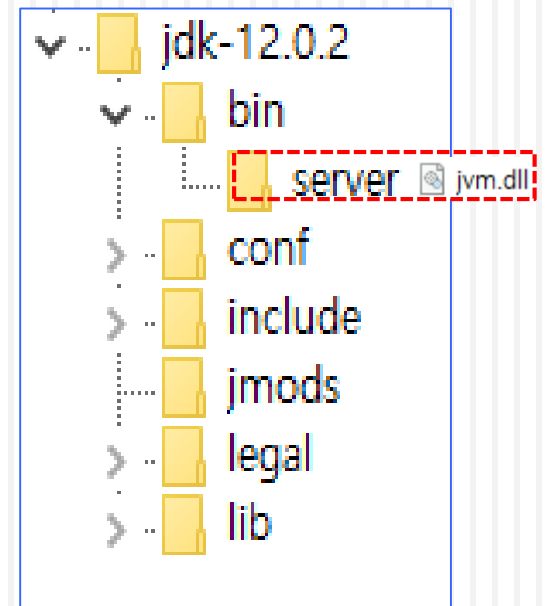 jdk-12.0.2
bin
server jvm.dll
conf
include
jmods
legal
lib